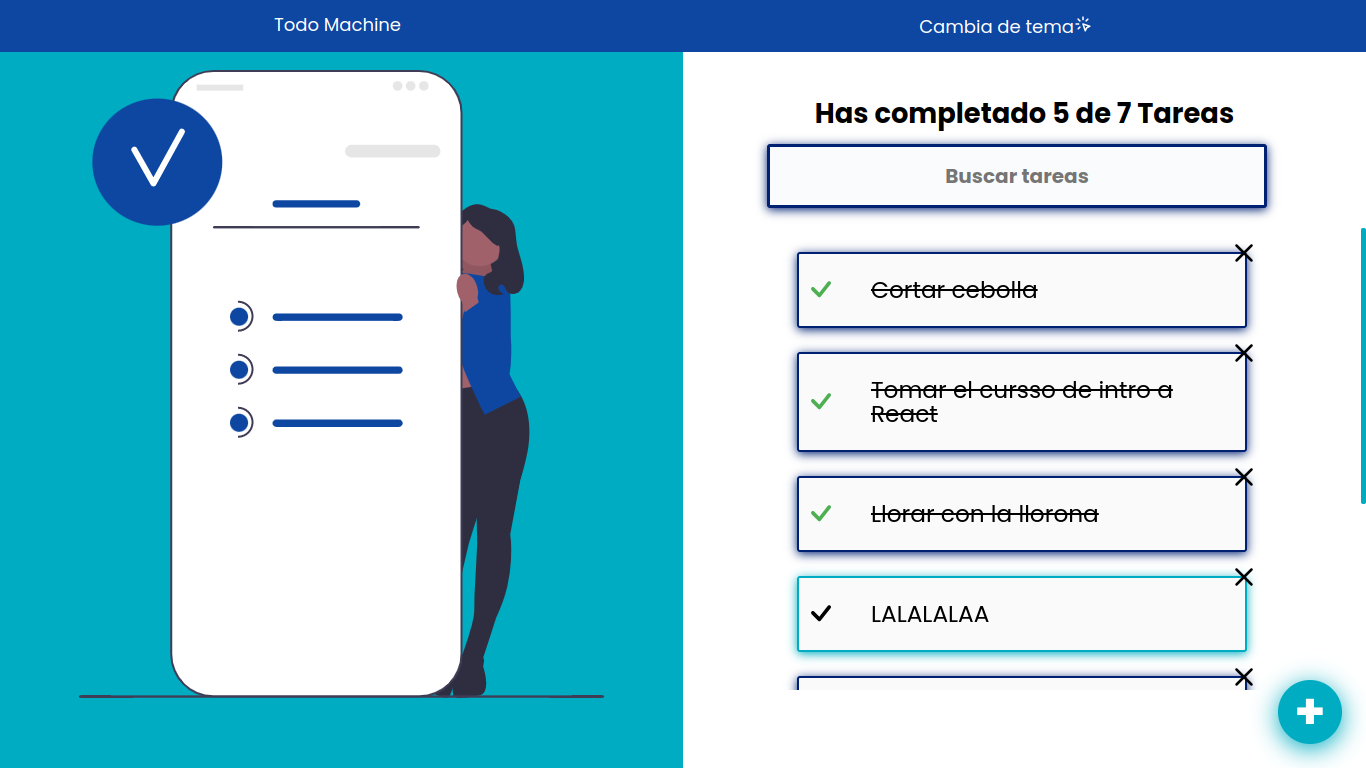 Todo Machine
Cambia de tema
Has completado 5 de 7 Tareas
Buscar tareas
Cortar cebolla
Tomar el cursso de intro a
React
Llorar con la llorona
LALALALAA